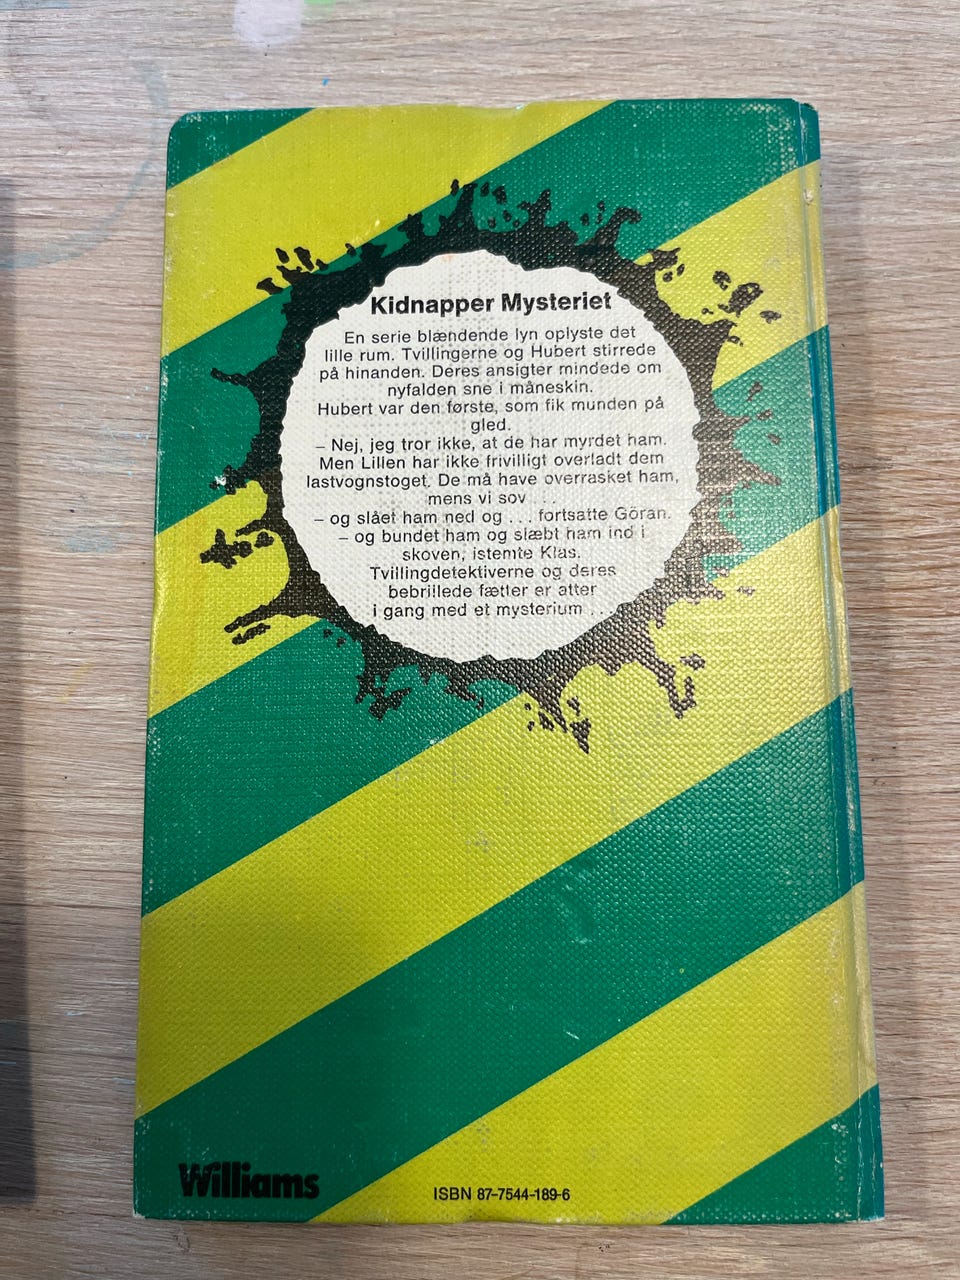 Kidnapper Mysteriet
En serie blændende lyn oplyste det
lille rum. Tvillingerne og Hubert stirrede
på hinanden. Deres ansigter mindede om
nyfalden sne i måneskin.
Hubert var den første, som fik munden på
gled.
– Nej, jeg tror ikke, at de har myrdet ham.
Men Lillen har ikke frivilligt overladt dem
lastvognstoget. De må have overrasket ham,
mens vi sov ...
– og slået ham ned og ... fortsatte Göran.
– og bundet ham og slæbt ham ind i
skoven, istemte Klas.
Tvillingdetektiverne og deres
bebrillede fætter er atter
i gang med et mysterium ...
Williams
ISBN 87-7544-189-6